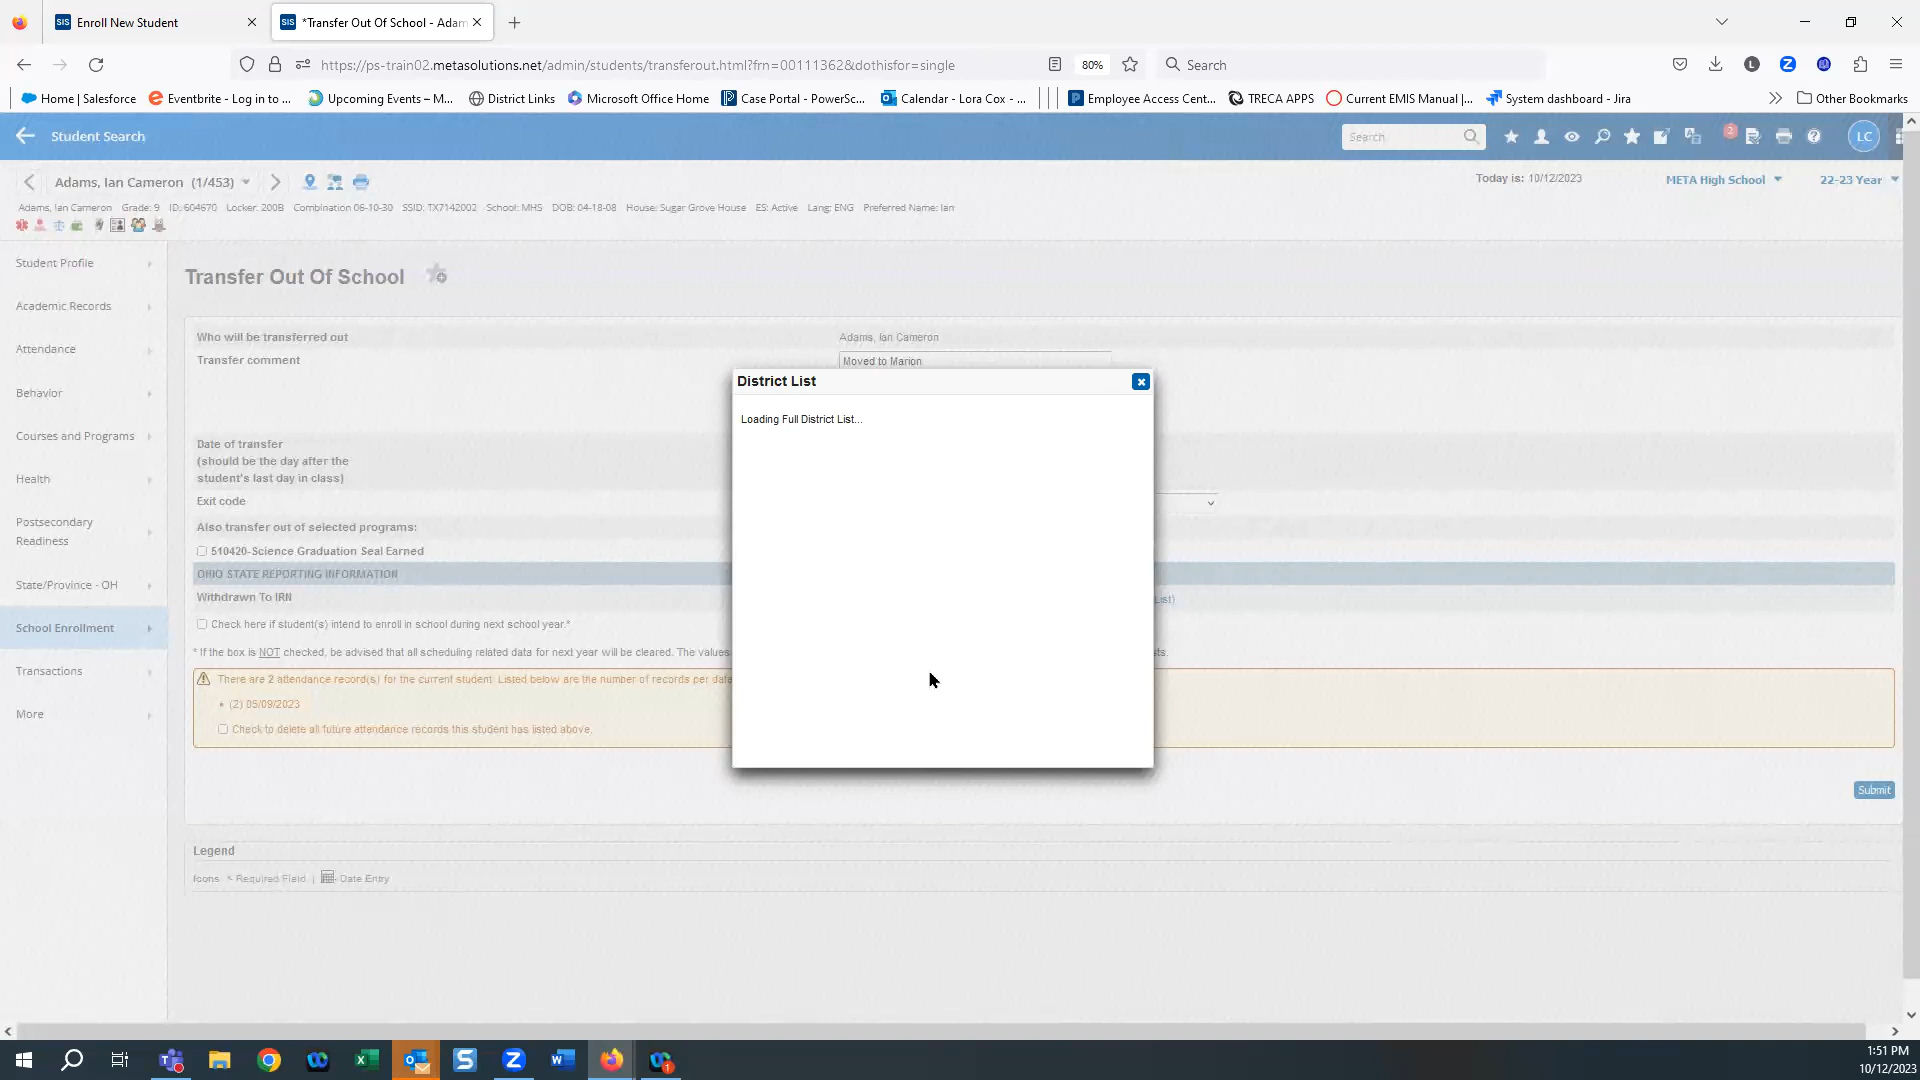 SIS Enroll New Student
SIS *Transfer Out Of School - Adam
https://ps-train02.metasolutions.net/admin/students/transferout.html?frn=00111362&dothisfor=single
80%
Search
Home | Salesforce
Eventbrite - Log in to ...
Upcoming Events – M...
District Links
Microsoft Office Home
Case Portal - PowerSc...
Calendar - Lora Cox - ...
Employee Access Cent...
TRECA APPS
Current EMIS Manual |...
System dashboard - Jira
Other Bookmarks
Student Search
Search
2
LC
Adams, Ian Cameron (1/453)
Today is: 10/12/2023
META High School
22-23 Year
Adams, Ian Cameron Grade: 9 ID: 604670 Locker: 200B Combination 06-10-30 SSID: TX7142002 School: MHS DOB: 04-18-08 House: Sugar Grove House ES: Active Lang: ENG Preferred Name: Ian
Student Profile
Academic Records
Attendance
Behavior
Courses and Programs
Health
Postsecondary
Readiness
State/Province - OH
School Enrollment
Transactions
More
Transfer Out Of School
Who will be transferred out
Adams, Ian Cameron
Transfer comment
Moved to Marion
Date of transfer
(should be the day after the
student's last day in class)
Exit code
Also transfer out of selected programs:
510420-Science Graduation Seal Earned
OHIO STATE REPORTING INFORMATION
Withdrawn To IRN
List)
Check here if student(s) intend to enroll in school during next school year.*
* If the box is NOT checked, be advised that all scheduling related data for next year will be cleared. The values
There are 2 attendance record(s) for the current student. Listed below are the number of records per
• (2) 05/09/2023
Check to delete all future attendance records this student has listed above.
District List
Loading Full District List...
Submit
Legend
Icons * Required Field | Date Entry
1:51 PM
10/12/2023